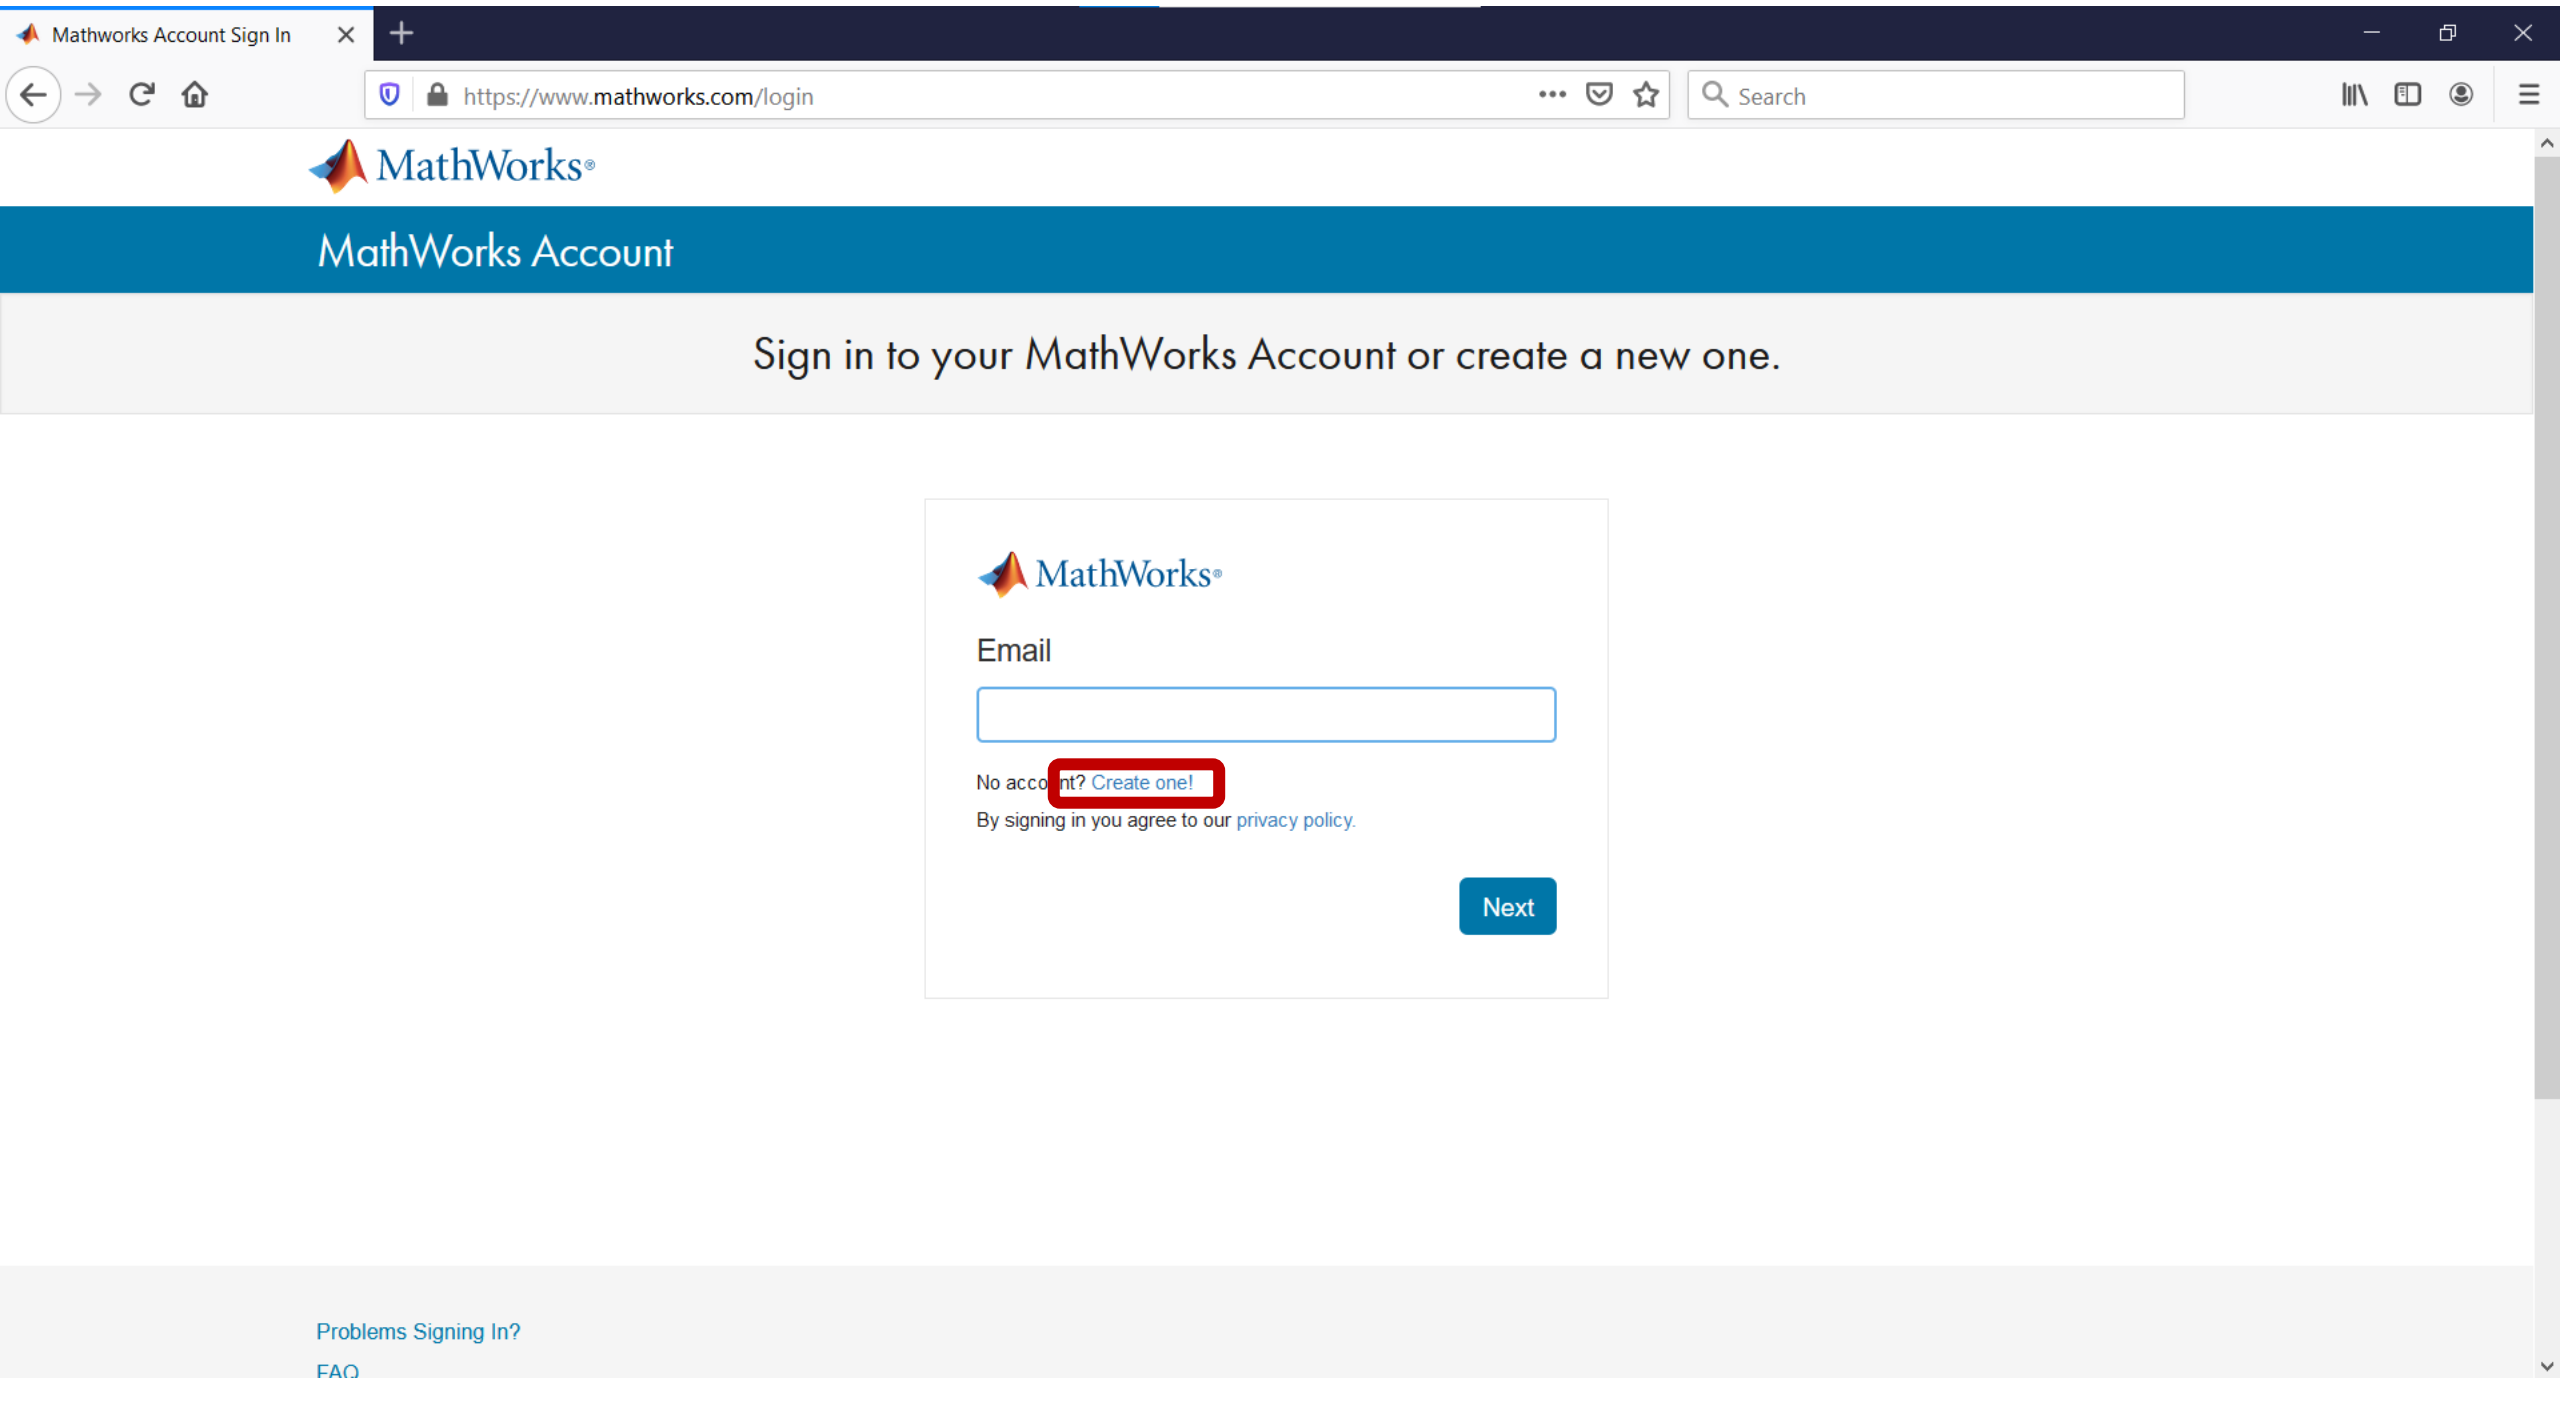 Mathworks Account Sign In
https://www.mathworks.com/login
Search
MathWorks®
MathWorks Account
Sign in to your MathWorks Account or create a new one.
MathWorks®
Email
No account? Create one!
By signing in you agree to our privacy policy.
Next
Problems Signing In?
FAQ